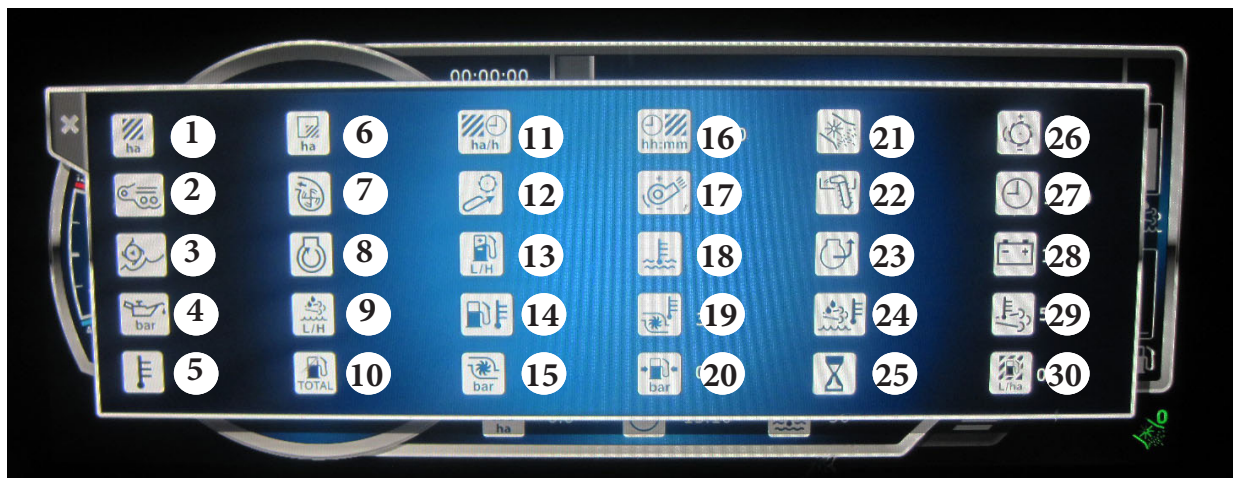 00:00:00
ha 1 ha 6 ha/h 11 hh:mm 16 21 26
2 7 12 17 22 27
3 8 L/H 13 18 23 28
bar 4 L/H 9 14 19 24 29
5 TOTAL 10 bar 15 bar 20 25 L/ha 30
ha